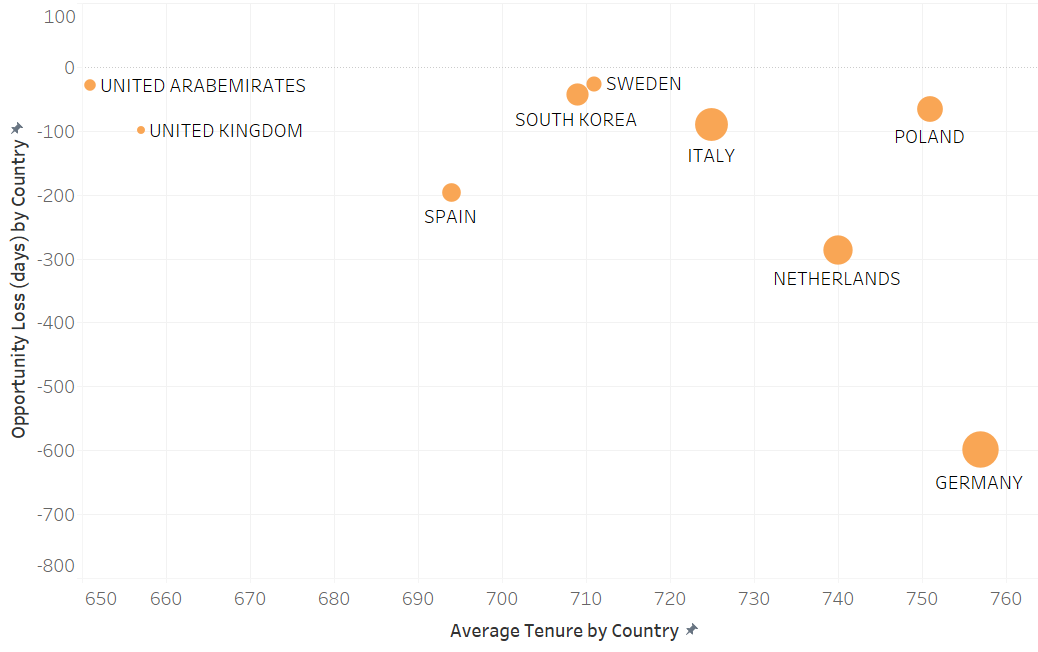 100
0
-100
-200
-300
-400
-500
-600
-700
-800
Opportunity Loss (days) by Country
UNITED ARABEMIRATES
UNITED KINGDOM
SWEDEN
SOUTH KOREA
ITALY
POLAND
SPAIN
NETHERLANDS
GERMANY
650 660 670 680 690 700 710 720 730 740 750 760
Average Tenure by Country